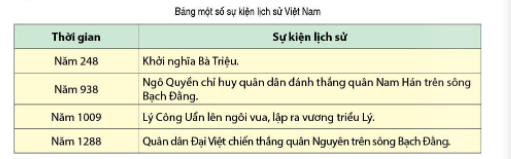 Bảng một số sự kiện lịch sử Việt Nam
Thời gian Sự kiện lịch sử
Năm 248 Khởi nghĩa Bà Triệu.
Năm 938 Ngô Quyền chỉ huy quân dân đánh thắng quân Nam Hán trên sông
Bạch Đằng.
Năm 1009 Lý Công Uẩn lên ngôi vua, lập ra vương triều Lý.
Năm 1288 Quân dân Đại Việt chiến thắng quân Nguyên trên sông Bạch Đằng.